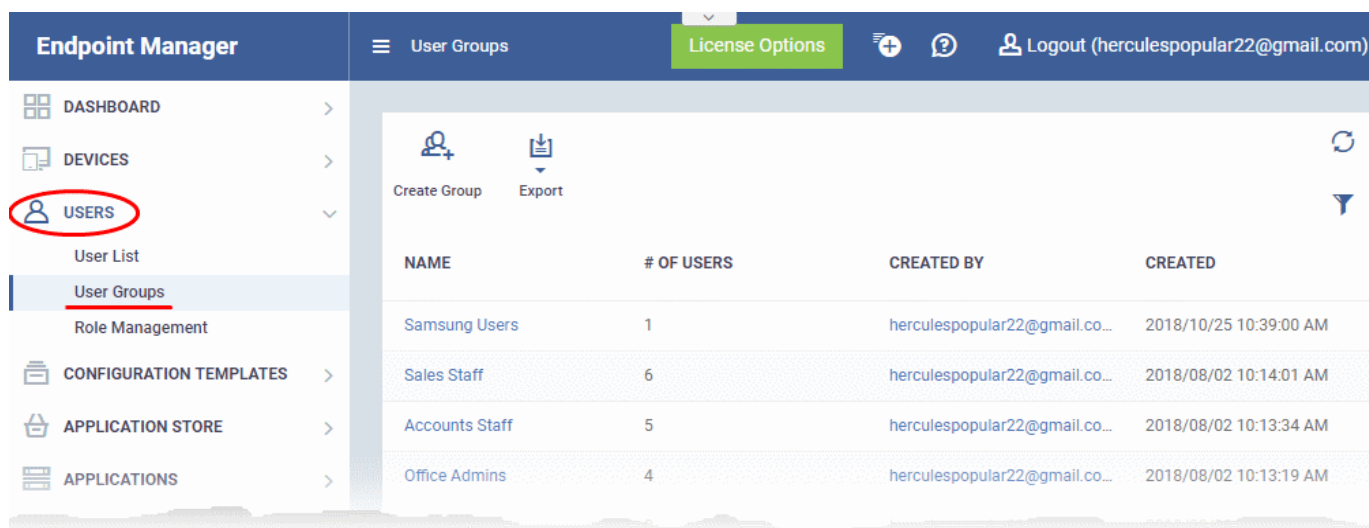 Endpoint Manager
User Groups
License Options
Logout (herculespopular22@gmail.com)
DASHBOARD
DEVICES
USERS
User List
User Groups
Role Management
CONFIGURATION TEMPLATES
APPLICATION STORE
APPLICATIONS
Create Group Export
NAME # OF USERS CREATED BY CREATED
Samsung Users 1 herculespopular22@gmail.co... 2018/10/25 10:39:00 AM
Sales Staff 6 herculespopular22@gmail.co... 2018/08/02 10:14:01 AM
Accounts Staff 5 herculespopular22@gmail.co... 2018/08/02 10:13:34 AM
Office Admins 4 herculespopular22@gmail.co... 2018/08/02 10:13:19 AM